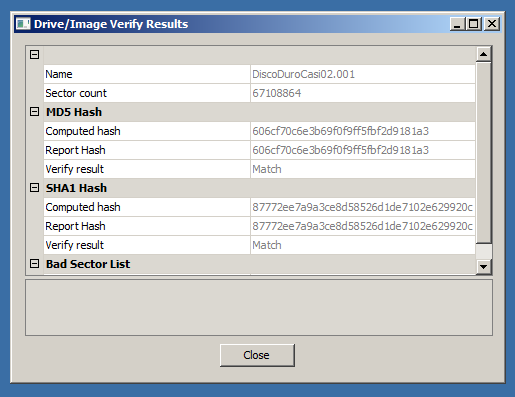 Drive/Image Verify Results
Name DiscoDuroCasi02.001
Sector count 67108864
MD5 Hash
Computed hash 606cf70c6e3b69f0f9ff5fbf2d9181a3
Report Hash 606cf70c6e3b69f0f9ff5fbf2d9181a3
Verify result Match
SHA1 Hash
Computed hash 87772ee7a9a3ce8d58526d1de7102e629920c
Report Hash 87772ee7a9a3ce8d58526d1de7102e629920c
Verify result Match
Bad Sector List
Close